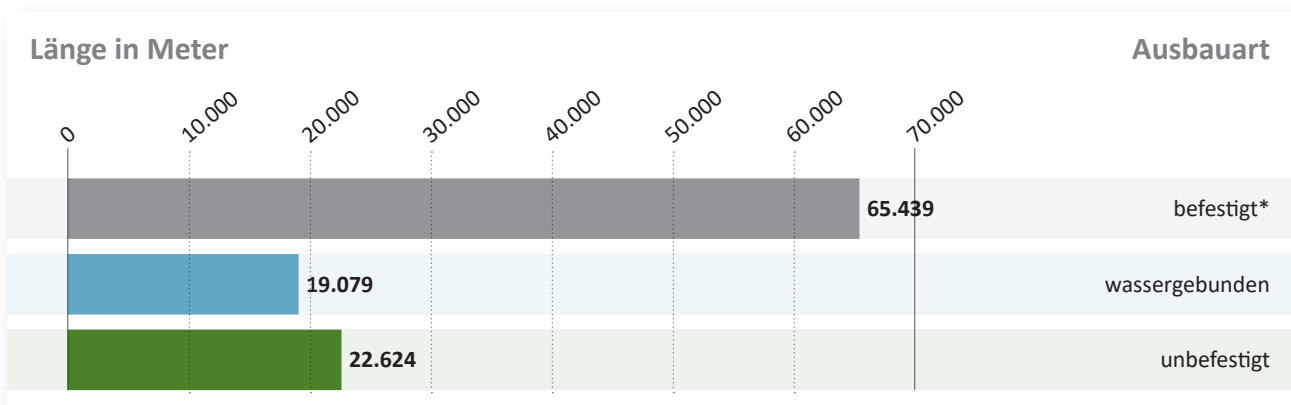 Länge in Meter Ausbauart
0 10.000 20.000 30.000 40.000 50.000 60.000 70.000
65.439 befestigt*
19.079 wassergebunden
22.624 unbefestigt